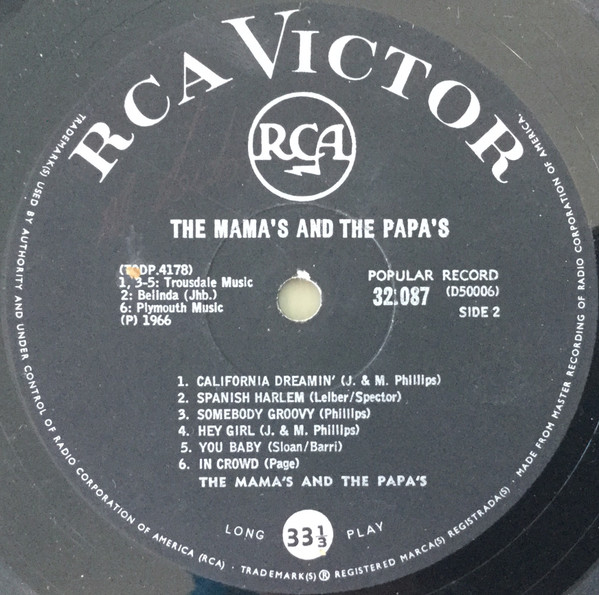 RCA VICTOR
RCA
THE MAMA'S AND THE PAPA'S
(TODP.4178)
1, 3-5: Trousdale Music
2: Belinda (Jhb.)
6: Plymouth Music
(P) 1966
POPULAR RECORD
32.087 (D50006)
SIDE 2
1. CALIFORNIA DREAMIN' (J. & M. Phillips)
2. SPANISH HARLEM (Leiber/Spector)
3. SOMEBODY GROOVY (Phillips)
4. HEY GIRL (J. & M. Phillips)
5. YOU BABY (Sloan/Barri)
6. IN CROWD (Page)
THE MAMA'S AND THE PAPA'S
LONG 33⅓ PLAY
TRADEMARK(S) USED BY AUTHORITY AND UNDER CONTROL OF RADIO CORPORATION OF AMERICA (RCA) · TRADEMARK(S) ® REGISTERED MARCA(S) REGISTRADA(S) · MADE FROM MASTER RECORDING OF RADIO CORPORATION OF AMERICA.